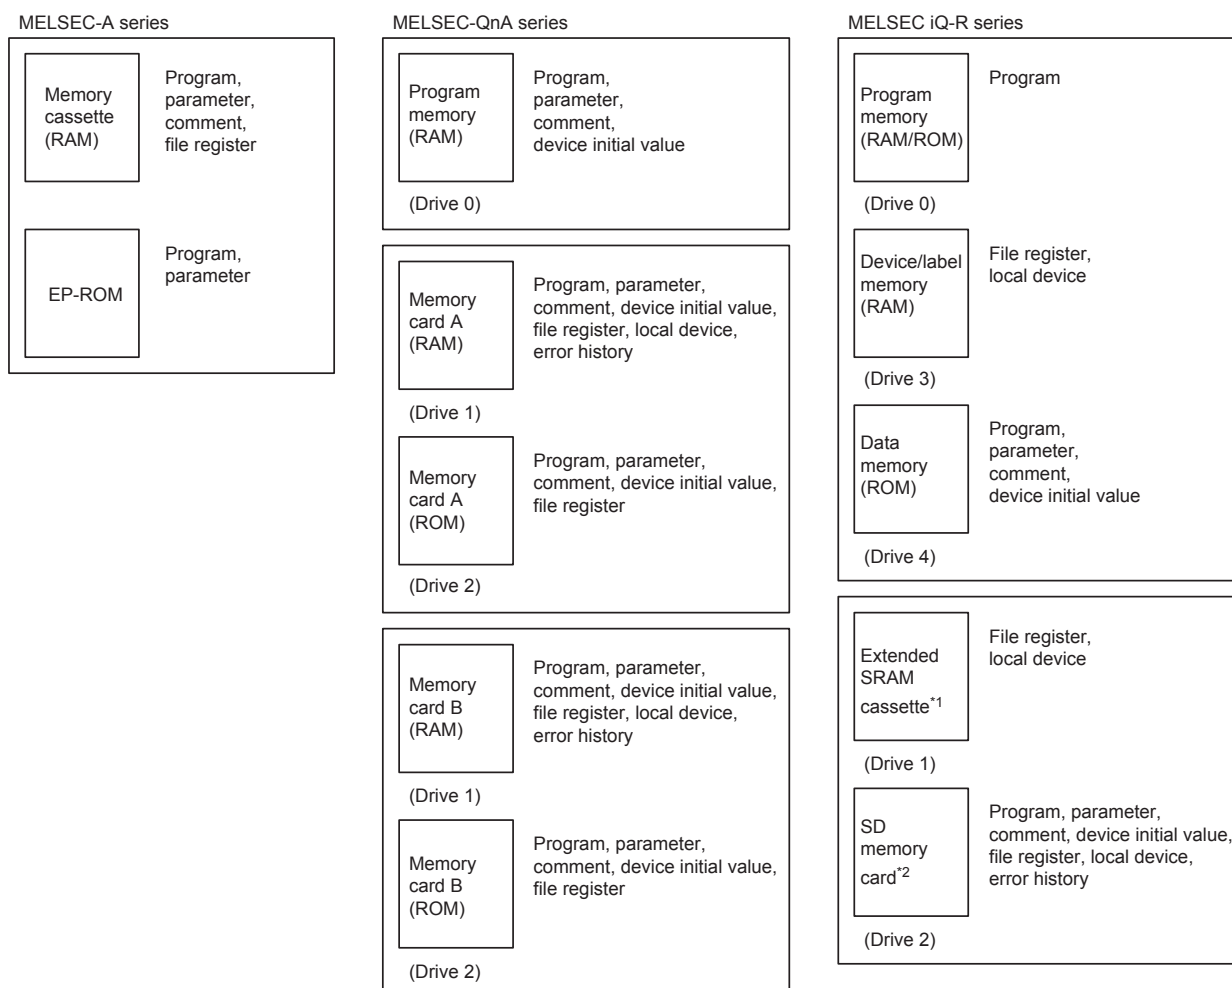 MELSEC-A series
Memory
cassette
(RAM)
Program,
parameter,
comment,
file register
EP-ROM
Program,
parameter
MELSEC-QnA series
Program
memory
(RAM)
Program,
parameter,
comment,
device initial value
(Drive 0)
Memory
card A
(RAM)
Program, parameter,
comment, device initial value,
file register, local device,
error history
(Drive 1)
Memory
card A
(ROM)
Program, parameter,
comment, device initial value,
file register
(Drive 2)
Memory
card B
(RAM)
Program, parameter,
comment, device initial value,
file register, local device,
error history
(Drive 1)
Memory
card B
(ROM)
Program, parameter,
comment, device initial value,
file register
(Drive 2)
MELSEC iQ-R series
Program
memory
(RAM/ROM)
Program
(Drive 0)
Device/label
memory
(RAM)
File register,
local device
(Drive 3)
Data
memory
(ROM)
Program,
parameter,
comment,
device initial value
(Drive 4)
Extended
SRAM
cassette*1
File register,
local device
(Drive 1)
SD
memory
card*2
Program, parameter,
comment, device initial value,
file register, local device,
error history
(Drive 2)